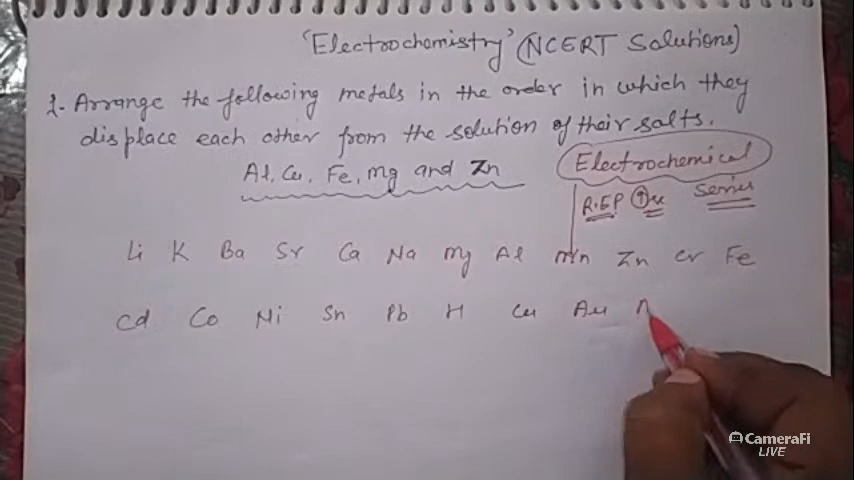 'Electrochemistry' (NCERT Solutions)
1- Arrange the following metals in the order in which they
displace each other from the solution of their salts.
Al, Cu, Fe, Mg and Zn
Electrochemical
Series
R.EP
Li K Ba Sr Ca Na Mg Al Mn Zn Cr Fe
Cd Co Ni Sn Pb H Cu Au
CameraFi
LIVE